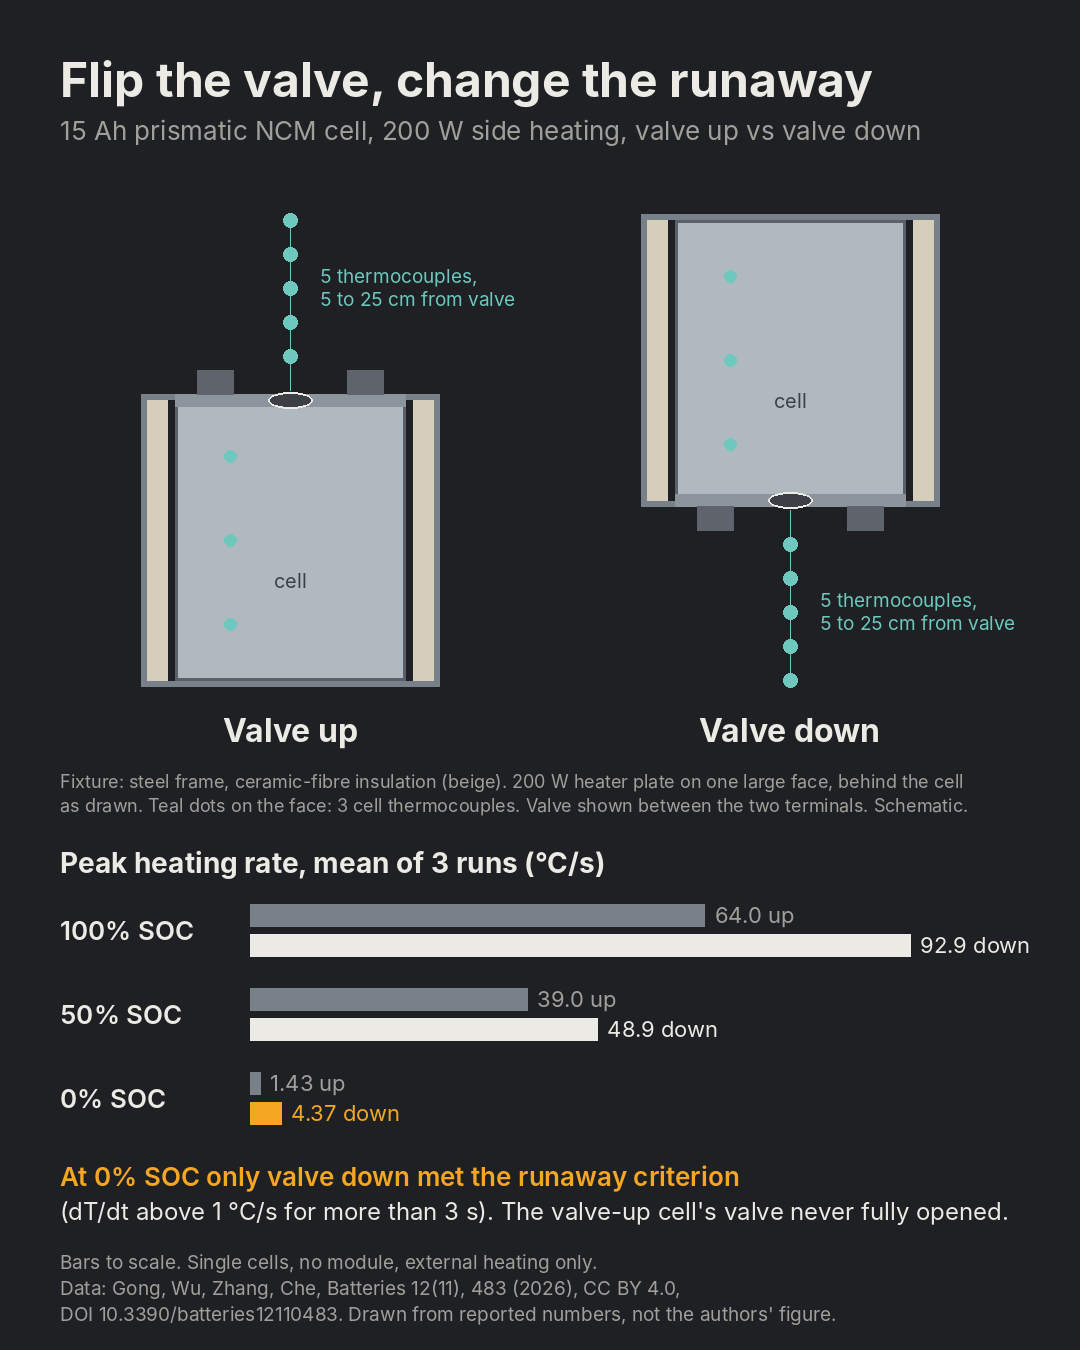 Flip the valve, change the runaway
15 Ah prismatic NCM cell, 200 W side heating, valve up vs valve down
5 thermocouples,
5 to 25 cm from valve
cell
Valve up
cell
5 thermocouples,
5 to 25 cm from valve
Valve down
Fixture: steel frame, ceramic-fibre insulation (beige). 200 W heater plate on one large face, behind the cell
as drawn. Teal dots on the face: 3 cell thermocouples. Valve shown between the two terminals. Schematic.
Peak heating rate, mean of 3 runs (°C/s)
100% SOC
64.0 up
92.9 down
50% SOC
39.0 up
48.9 down
0% SOC
1.43 up
4.37 down
At 0% SOC only valve down met the runaway criterion
(dT/dt above 1 °C/s for more than 3 s). The valve-up cell's valve never fully opened.
Bars to scale. Single cells, no module, external heating only.
Data: Gong, Wu, Zhang, Che, Batteries 12(11), 483 (2026), CC BY 4.0,
DOI 10.3390/batteries12110483. Drawn from reported numbers, not the authors' figure.